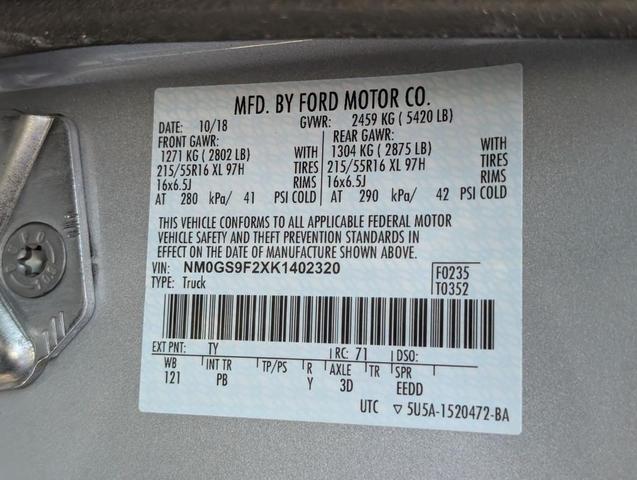 MFD. BY FORD MOTOR CO.
DATE: 10/18 GVWR: 2459 KG ( 5420 LB)
FRONT GAWR: REAR GAWR:
1271 KG ( 2802 LB) WITH 1304 KG ( 2875 LB) WITH
215/55R16 XL 97H TIRES 215/55R16 XL 97H TIRES
16x6.5J RIMS 16x6.5J RIMS
AT 280 kPa/ 41 PSI COLD AT 290 kPa/ 42 PSI COLD
THIS VEHICLE CONFORMS TO ALL APPLICABLE FEDERAL MOTOR
VEHICLE SAFETY AND THEFT PREVENTION STANDARDS IN
EFFECT ON THE DATE OF MANUFACTURE SHOWN ABOVE.
VIN: NM0GS9F2XK1402320 F0235
TYPE: Truck T0352
EXT PNT: TY RC: 71 DSO:
WB INT TR TP/PS R AXLE TR SPR
121 PB Y 3D EEDD
UTC ▽ 5U5A-1520472-BA